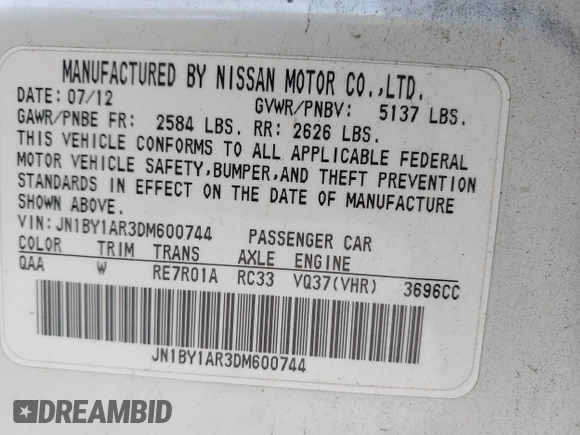 MANUFACTURED BY NISSAN MOTOR CO.,LTD.
DATE: 07/12 GVWR/PNBV: 5137 LBS.
GAWR/PNBE FR: 2584 LBS. RR: 2626 LBS.
THIS VEHICLE CONFORMS TO ALL APPLICABLE FEDERAL
MOTOR VEHICLE SAFETY,BUMPER,AND THEFT PREVENTION
STANDARDS IN EFFECT ON THE DATE OF MANUFACTURE
SHOWN ABOVE.
VIN:JN1BY1AR3DM600744 PASSENGER CAR
COLOR TRIM TRANS AXLE ENGINE
QAA W RE7R01A RC33 VQ37(VHR) 3696CC
JN1BY1AR3DM600744
DREAMBID